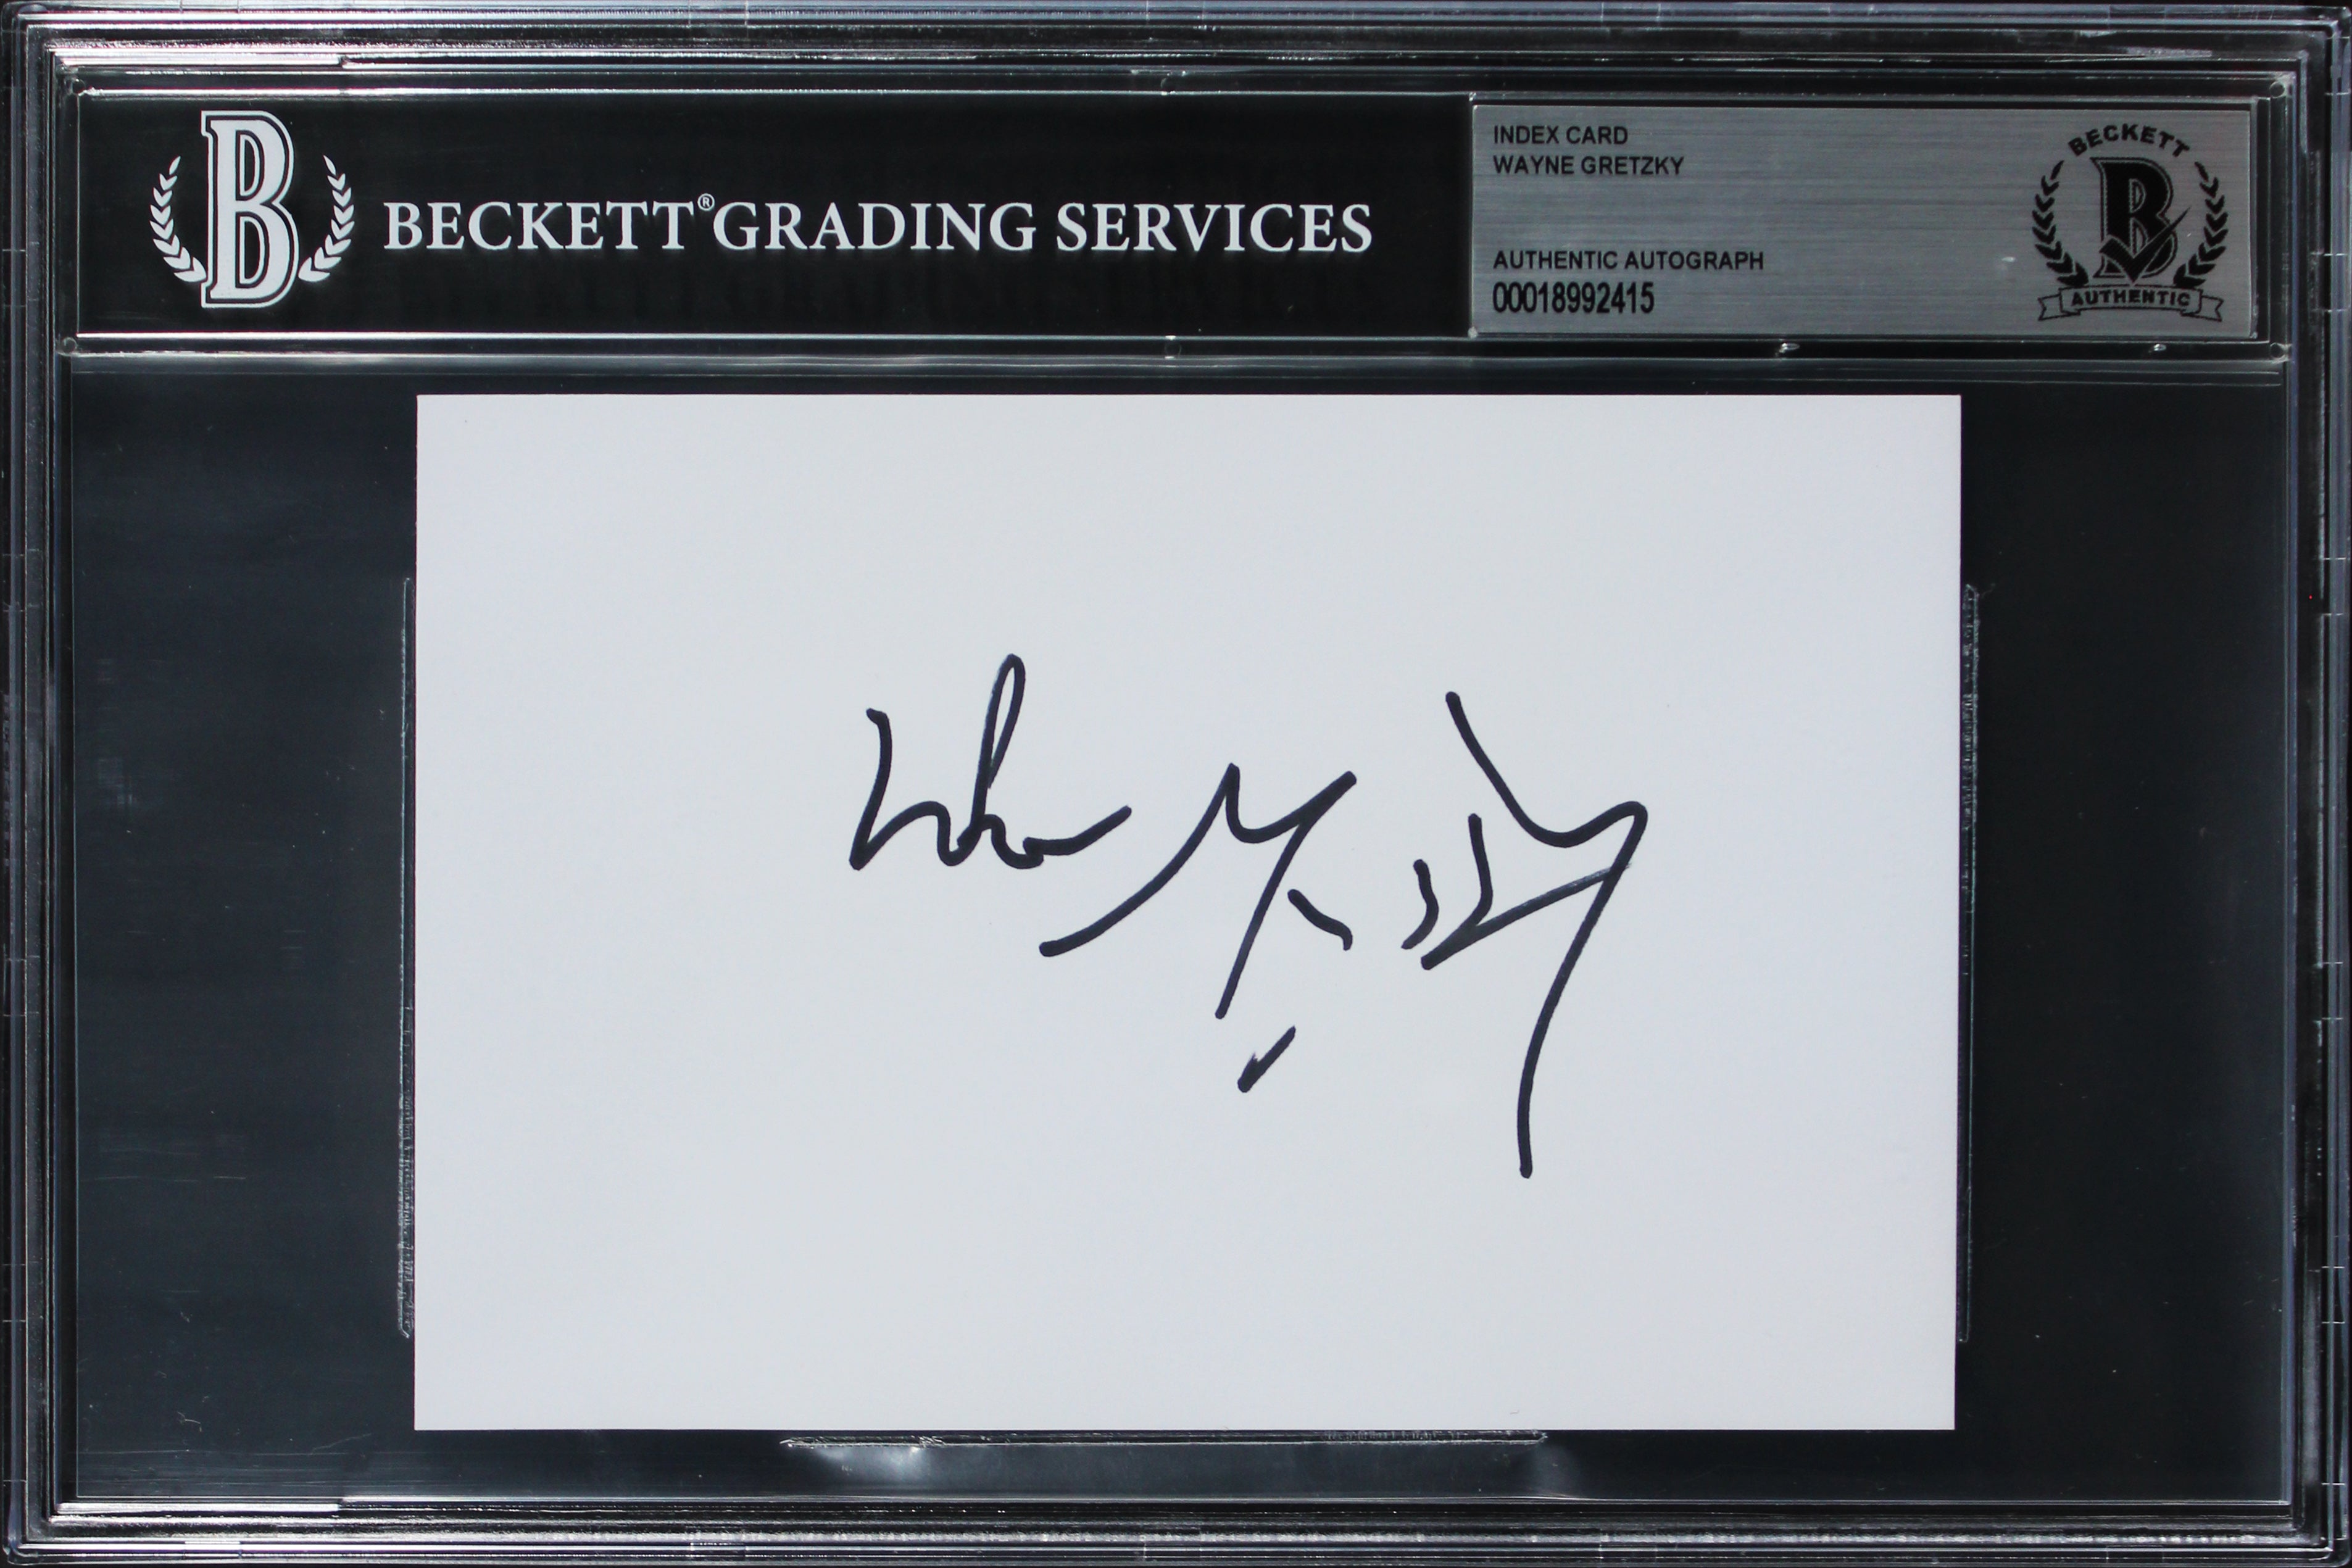 B BECKETT® GRADING SERVICES
INDEX CARD
WAYNE GRETZKY
AUTHENTIC AUTOGRAPH
00018992415
BECKETT
B
AUTHENTIC